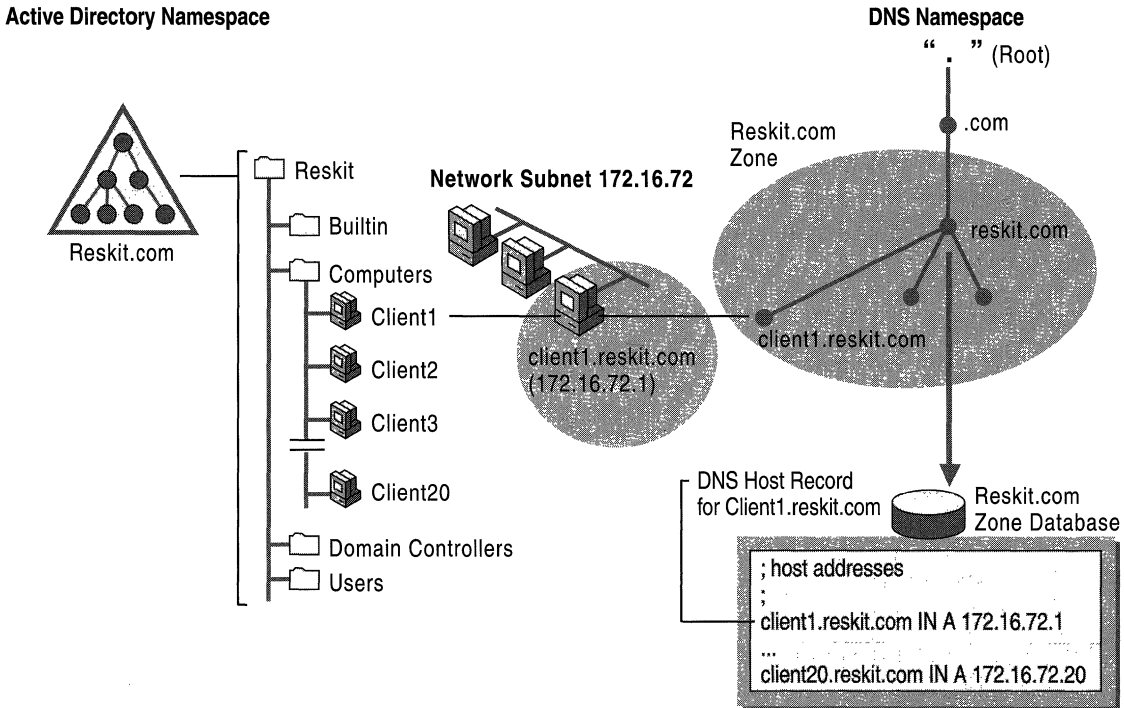 Active Directory Namespace
DNS Namespace
“ . ” (Root)
.com
Reskit.com
Zone
reskit.com
client1.reskit.com
Reskit.com
Reskit
Builtin
Computers
Client1
Client2
Client3
Client20
Domain Controllers
Users
Network Subnet 172.16.72
client1.reskit.com
(172.16.72.1)
DNS Host Record
for Client1.reskit.com
Reskit.com
Zone Database
; host addresses
;
client1.reskit.com IN A 172.16.72.1
...
client20.reskit.com IN A 172.16.72.20